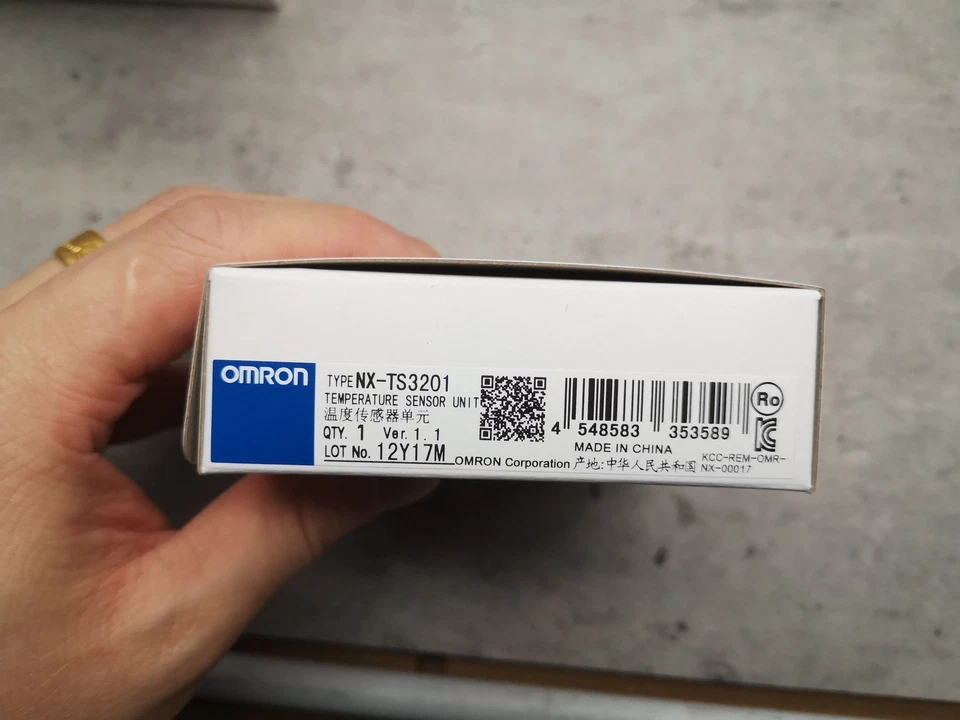 OMRON
TYPE NX-TS3201
TEMPERATURE SENSOR UNIT
温度传感器单元
QTY. 1 Ver. 1. 1
LOT No. 12Y17M
OMRON Corporation
4 548583 353589
MADE IN CHINA
产地:中华人民共和国
Ro
KCC-REM-OMR-
NX-00017